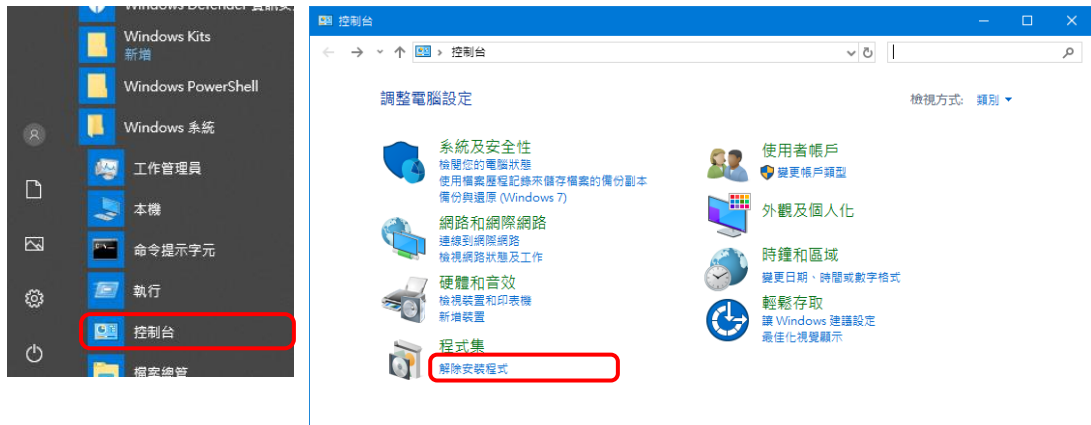 Windows Defender 資訊安
Windows Kits
新增
Windows PowerShell
Windows 系統
工作管理員
本機
命令提示字元
執行
控制台
檔案總管
控制台
控制台
調整電腦設定
檢視方式: 類別
系統及安全性
檢閱您的電腦狀態
使用檔案歷程記錄來儲存檔案的備份副本
備份與還原 (Windows 7)
網路和網際網路
連線到網際網路
檢視網路狀態及工作
硬體和音效
檢視裝置和印表機
新增裝置
程式集
解除安裝程式
使用者帳戶
變更帳戶類型
外觀及個人化
時鐘和區域
變更日期、時間或數字格式
輕鬆存取
讓 Windows 建議設定
最佳化視覺顯示